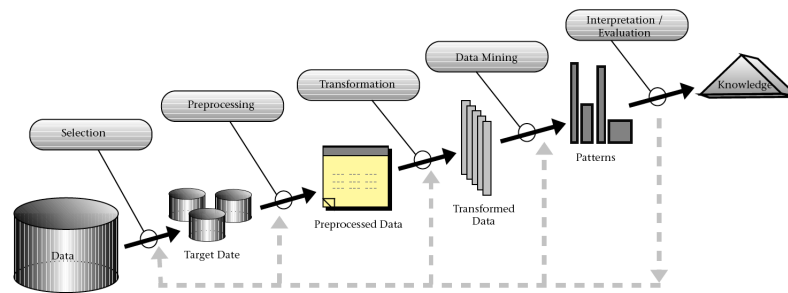 Interpretation /
Evaluation
Data Mining
Transformation
Preprocessing
Selection
Knowledge
Patterns
Transformed
Data
Preprocessed Data
Target Date
Data